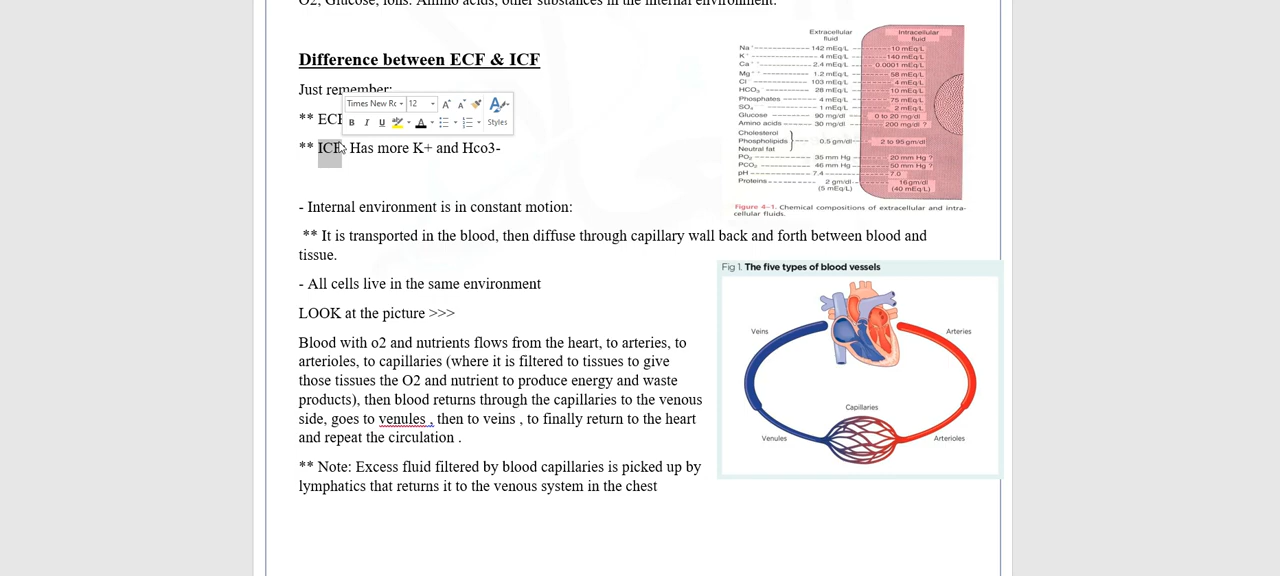 O2, Glucose, ions. Amino acids, other substances in the internal environment.
Difference between ECF & ICF
Just remember:
** ECF
** ICF: Has more K+ and Hco3-
Times New Rc 12
B I U Styles
- Internal environment is in constant motion:
** It is transported in the blood, then diffuse through capillary wall back and forth between blood and
tissue.
- All cells live in the same environment
LOOK at the picture >>>
Blood with o2 and nutrients flows from the heart, to arteries, to
arterioles, to capillaries (where it is filtered to tissues to give
those tissues the O2 and nutrient to produce energy and waste
products), then blood returns through the capillaries to the venous
side, goes to venules , then to veins , to finally return to the heart
and repeat the circulation .
** Note: Excess fluid filtered by blood capillaries is picked up by
lymphatics that returns it to the venous system in the chest
Extracellular fluid Intracellular fluid
Na+ 142 mEq/L 10 mEq/L
K+ 4 mEq/L 140 mEq/L
Ca++ 2.4 mEq/L 0.0001 mEq/L
Mg++ 1.2 mEq/L 58 mEq/L
Cl- 103 mEq/L 4 mEq/L
HCO3- 28 mEq/L 10 mEq/L
Phosphates 4 mEq/L 75 mEq/L
SO4 1 mEq/L 2 mEq/L
Glucose 90 mg/dl 0 to 20 mg/dl
Amino acids 30 mg/dl 200 mg/dl ?
Cholesterol
Phospholipids 0.5 gm/dl 2 to 95 gm/dl
Neutral fat
PO2 35 mm Hg 20 mm Hg ?
PCO2 46 mm Hg 50 mm Hg ?
pH 7.4 7.0
Proteins 2 gm/dl 16 gm/dl
(5 mEq/L) (40 mEq/L)
Figure 4-1. Chemical compositions of extracellular and intra-
cellular fluids.
Fig 1. The five types of blood vessels
Veins
Arteries
Capillaries
Venules
Arterioles